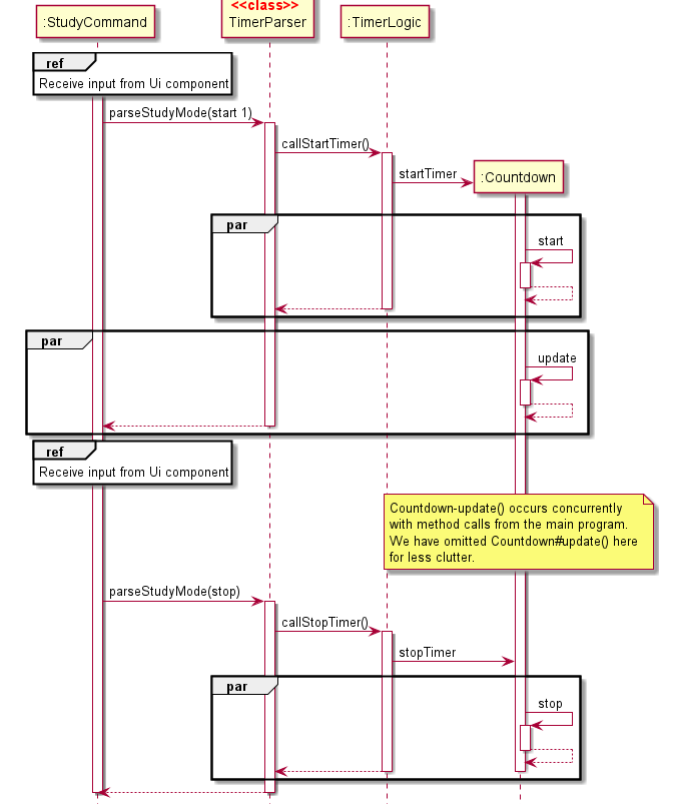 <<class>>
:StudyCommand
TimerParser
:TimerLogic
ref
Receive input from Ui component
parseStudyMode(start 1)
callStartTimer()
startTimer
:Countdown
par
start
par
update
ref
Receive input from Ui component
Countdown-update() occurs concurrently
with method calls from the main program.
We have omitted Countdown#update() here
for less clutter.
parseStudyMode(stop)
callStopTimer()
stopTimer
par
stop